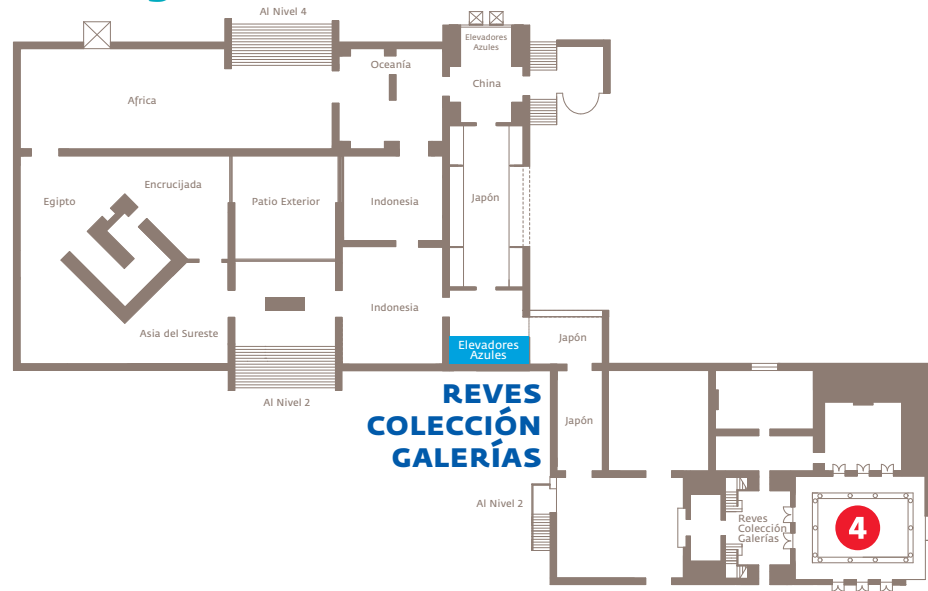 Al Nivel 4
Elevadores
Azules
Oceanía
China
Africa
Encrucijada
Egipto
Patio Exterior
Indonesia
Japón
Indonesia
Asia del Sureste
Elevadores
Azules
Japón
Al Nivel 2
REVES
COLECCIÓN
GALERÍAS
Japón
Al Nivel 2
Reves
Colección
Galerías
4